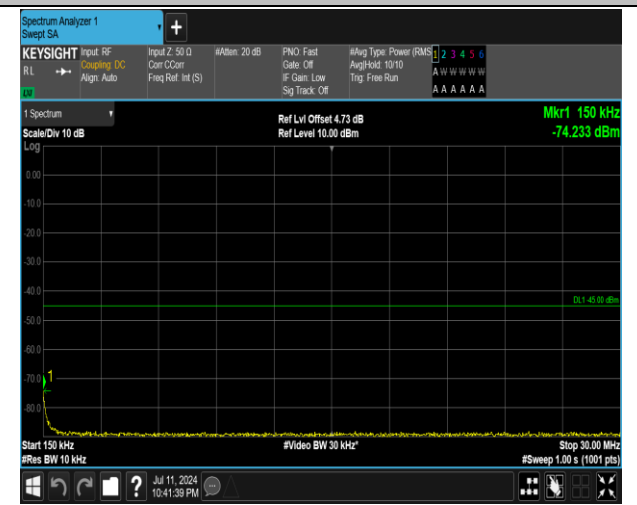 Spectrum Analyzer 1
Swept SA
+
KEYSIGHT Input: RF Input Z: 50 Ω #Atten: 20 dB PNO: Fast #Avg Type: Power (RMS 1 2 3 4 5 6
RL Coupling: DC Corr CCorr Gate: Off Avg|Hold: 10/10 A W W W W W
Align: Auto Freq Ref: Int (S) IF Gain: Low Trig: Free Run
Sig Track: Off A A A A A A
1 Spectrum Ref Lvl Offset 4.73 dB Mkr1 150 kHz
Scale/Div 10 dB Ref Level 10.00 dBm -74.233 dBm
Log
0.00
-10.0
-20.0
-30.0
-40.0
DL1 -45.00 dBm
-50.0
-60.0
-70.0 1
-80.0
Start 150 kHz #Video BW 30 kHz* Stop 30.00 MHz
#Res BW 10 kHz #Sweep 1.00 s (1001 pts)
? Jul 11, 2024
10:41:39 PM